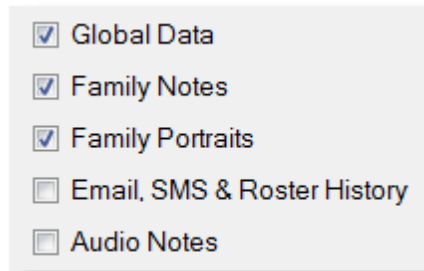 Global Data
Family Notes
Family Portraits
Email, SMS & Roster History
Audio Notes